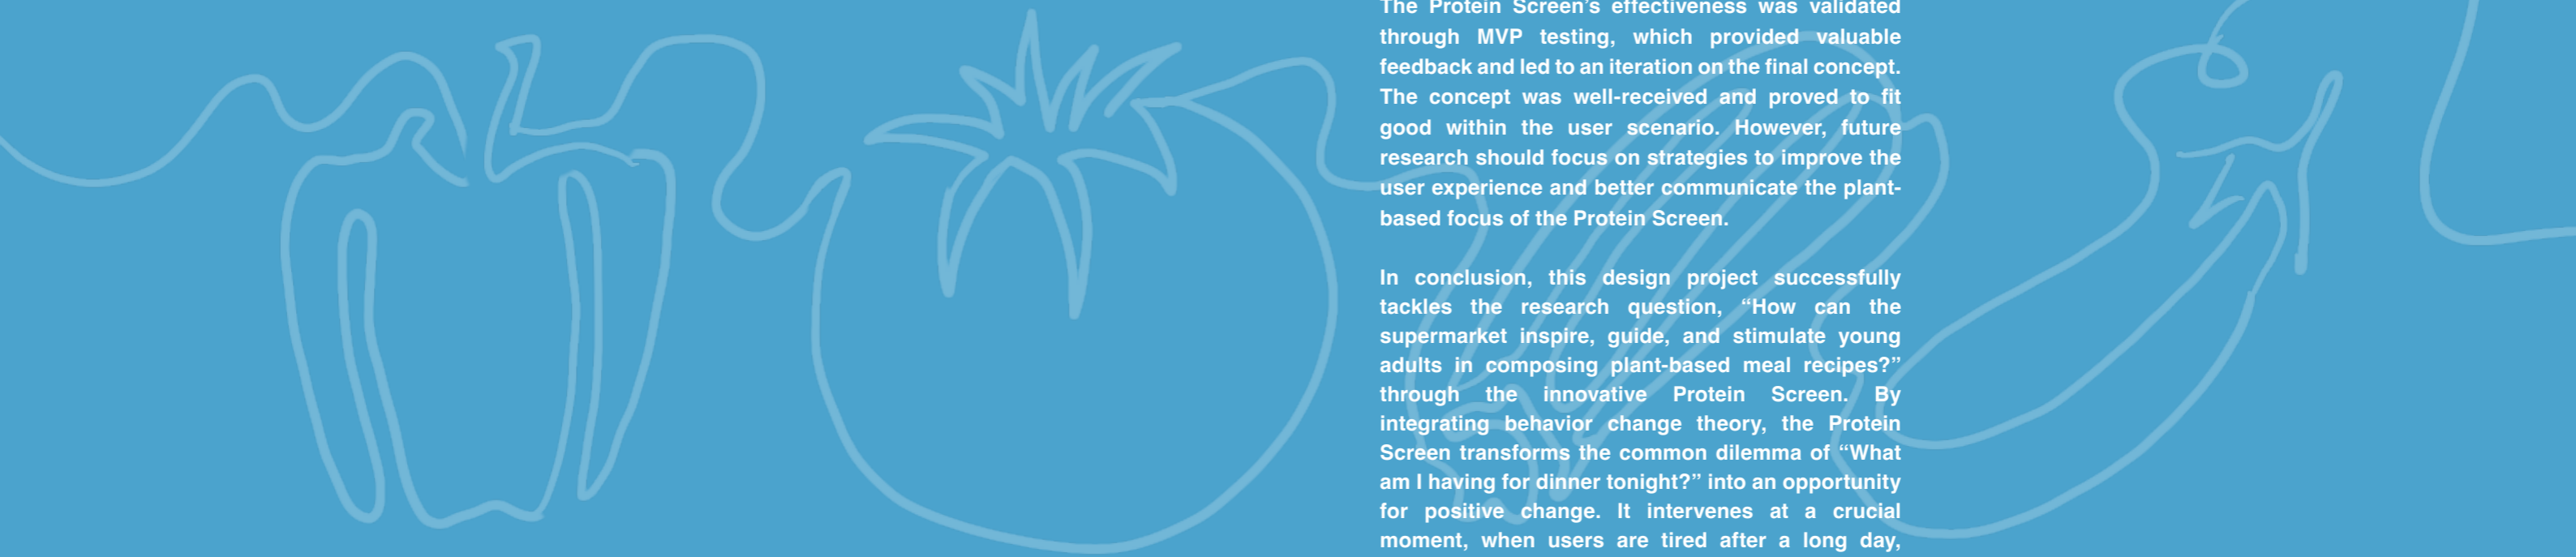 The Protein Screen's effectiveness was validated
through MVP testing, which provided valuable
feedback and led to an iteration on the final concept.
The concept was well-received and proved to fit
good within the user scenario. However, future
research should focus on strategies to improve the
user experience and better communicate the plant-
based focus of the Protein Screen.
In conclusion, this design project successfully
tackles the research question, “How can the
supermarket inspire, guide, and stimulate young
adults in composing plant-based meal recipes?”
through the innovative Protein Screen. By
integrating behavior change theory, the Protein
Screen transforms the common dilemma of “What
am I having for dinner tonight?” into an opportunity
for positive change. It intervenes at a crucial
moment, when users are tired after a long day,